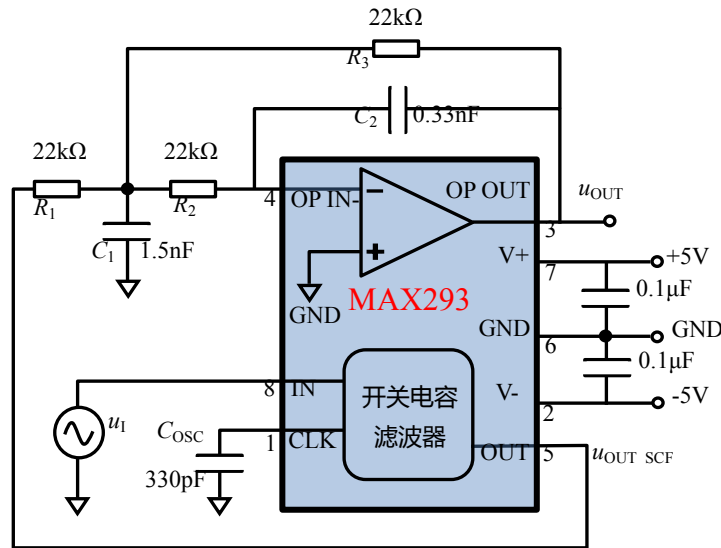 22kΩ
R3
C2
0.33nF
22kΩ
22kΩ
R1
R2
4
OP IN-
OP OUT
uOUT
3
C1
1.5nF
V+
+5V
7
0.1μF
GND
MAX293
GND
GND
6
0.1μF
8
IN
开关电容
滤波器
V-
-5V
2
uI
COSC
1
CLK
OUT
5
uOUT_SCF
330pF